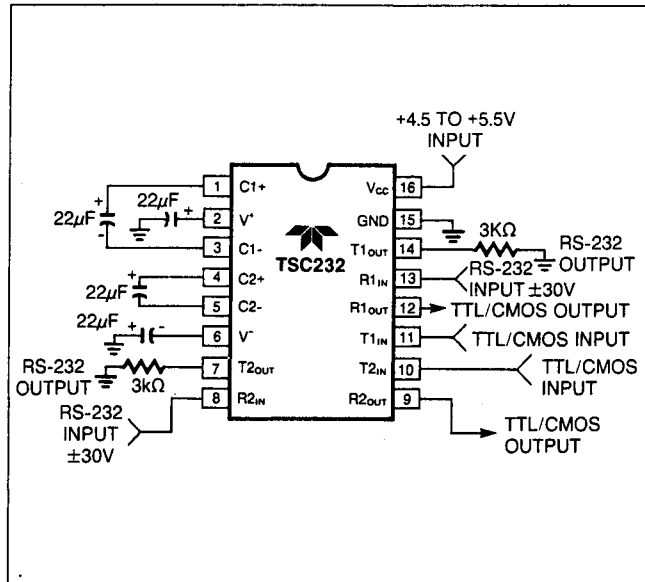 +4.5 TO +5.5V
INPUT
1 C1+ VCC 16
+
22µF
-
22µF + 2 V+ GND 15
3 C1- T1OUT 14 3KΩ RS-232
OUTPUT
TSC232
+
22µF
4 C2+ R1IN 13 RS-232
INPUT ±30V
5 C2- R1OUT 12 TTL/CMOS OUTPUT
22µF
+ - 6 V- T1IN 11 TTL/CMOS INPUT
RS-232
OUTPUT
3kΩ 7 T2OUT T2IN 10 TTL/CMOS
INPUT
RS-232
INPUT
±30V
8 R2IN R2OUT 9 TTL/CMOS
OUTPUT